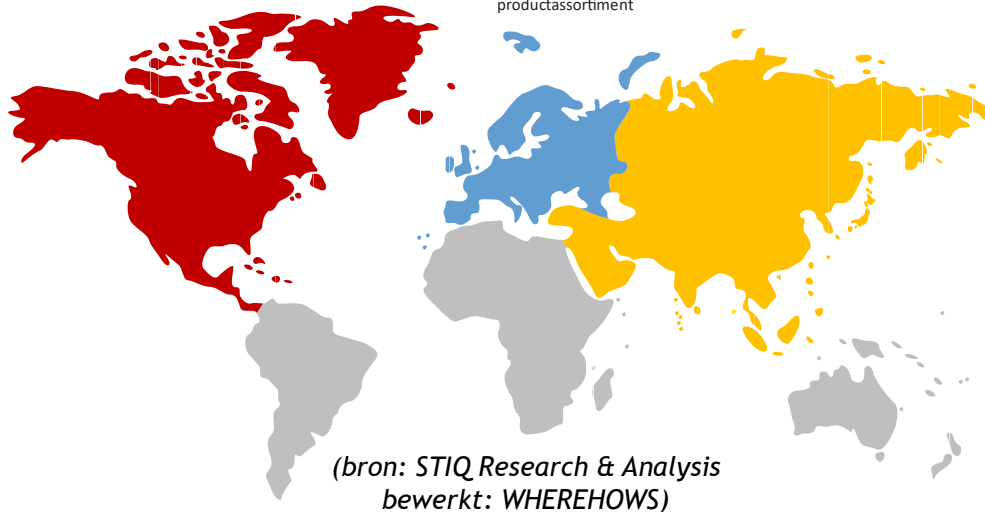 productassortiment
(bron: STIQ Research & Analysis
bewerkt: WHEREHOWS)